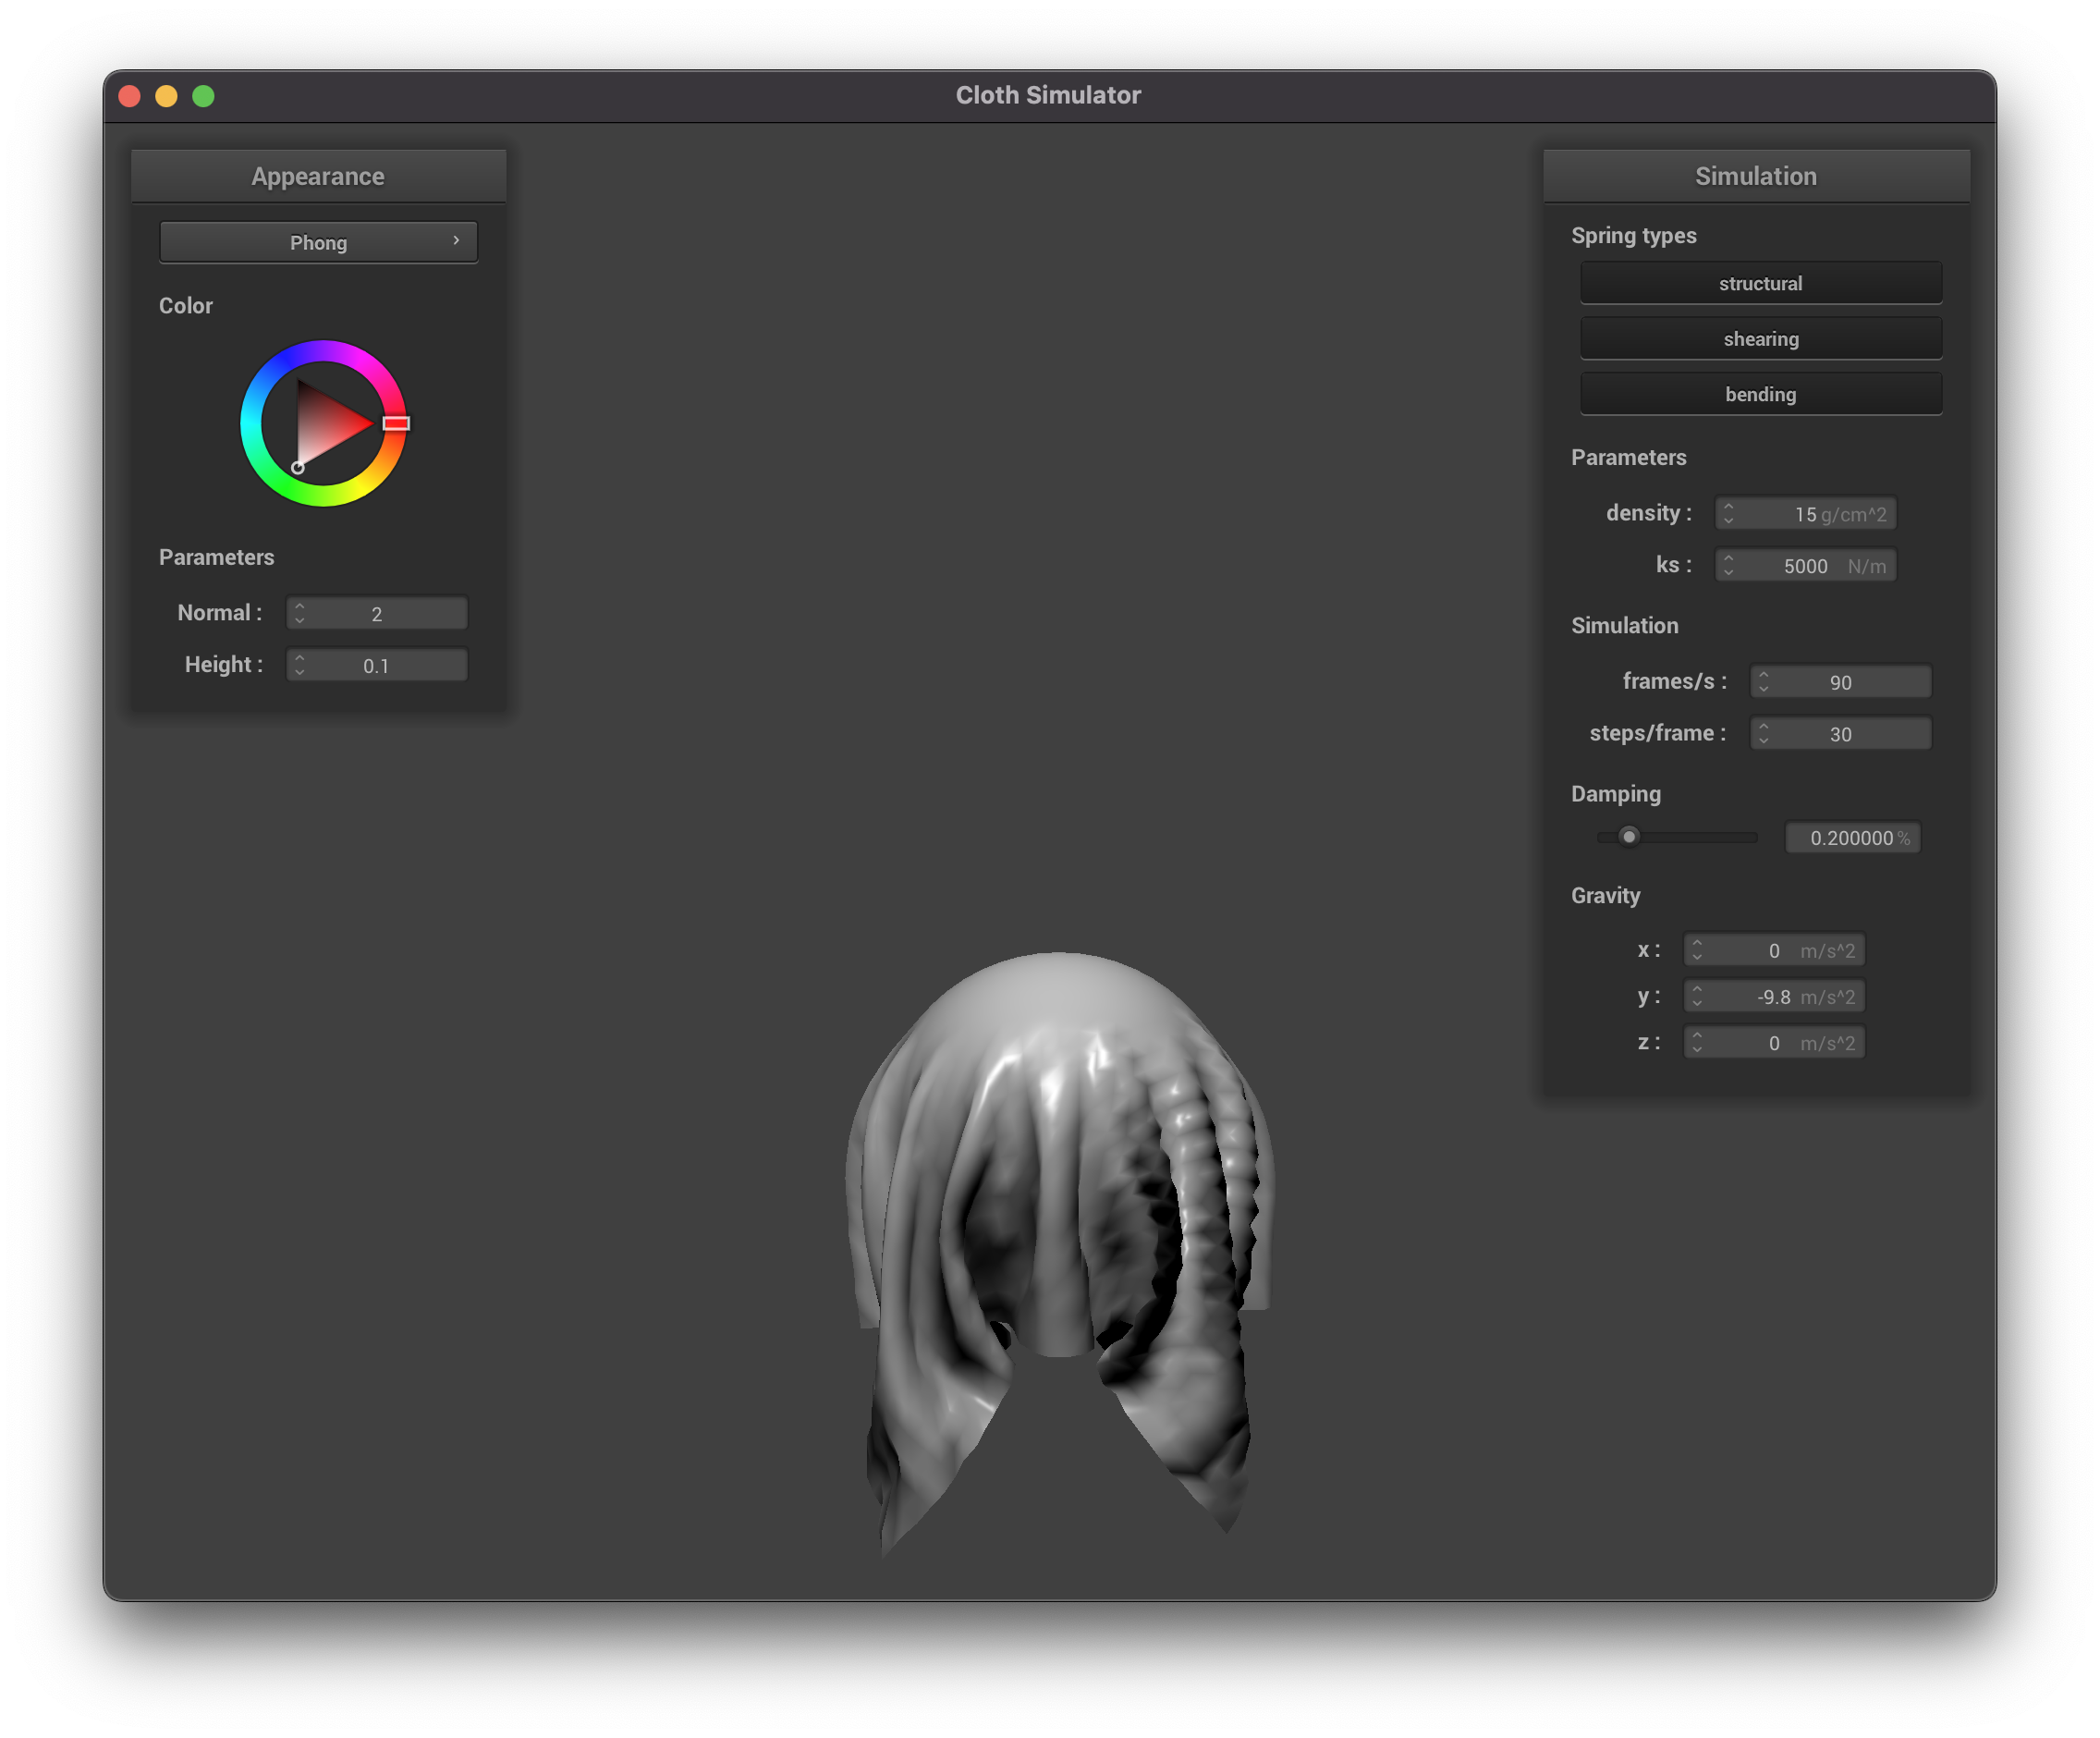 Cloth Simulator
Appearance
Phong
Color
Parameters
Normal : 2
Height : 0.1
Simulation
Spring types
structural
shearing
bending
Parameters
density : 15 g/cm^2
ks : 5000 N/m
Simulation
frames/s : 90
steps/frame : 30
Damping
0.200000 %
Gravity
x : 0 m/s^2
y : -9.8 m/s^2
z : 0 m/s^2